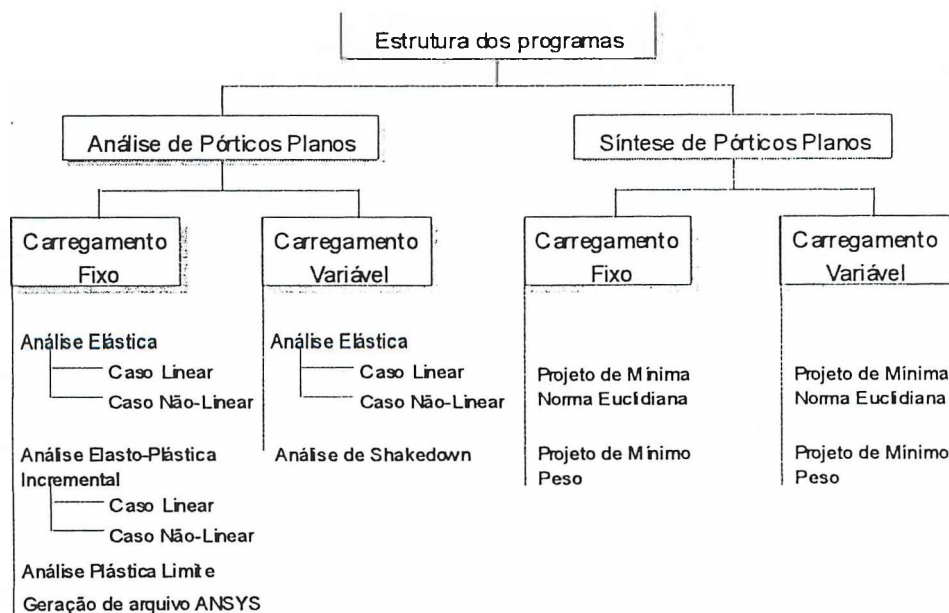 Estrutura dos programas
Análise de Pórticos Planos
Síntese de Pórticos Planos
Carregamento
Fixo
Carregamento
Variável
Carregamento
Fixo
Carregamento
Variável
Análise Elástica
Caso Linear
Caso Não-Linear
Análise Elasto-Plástica
Incremental
Caso Linear
Caso Não-Linear
Análise Plástica Limite
Geração de arquivo ANSYS
Análise Elástica
Caso Linear
Caso Não-Linear
Análise de Shakedown
Projeto de Mínima
Norma Euclidiana
Projeto de Mínimo
Peso
Projeto de Mínima
Norma Euclidiana
Projeto de Mínimo
Peso